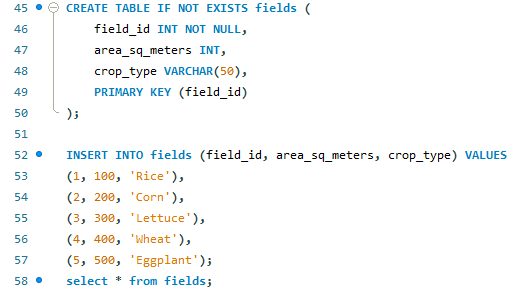 45 CREATE TABLE IF NOT EXISTS fields (
46 field_id INT NOT NULL,
47 area_sq_meters INT,
48 crop_type VARCHAR(50),
49 PRIMARY KEY (field_id)
50 );
51
52 INSERT INTO fields (field_id, area_sq_meters, crop_type) VALUES
53 (1, 100, 'Rice'),
54 (2, 200, 'Corn'),
55 (3, 300, 'Lettuce'),
56 (4, 400, 'Wheat'),
57 (5, 500, 'Eggplant');
58 select * from fields;